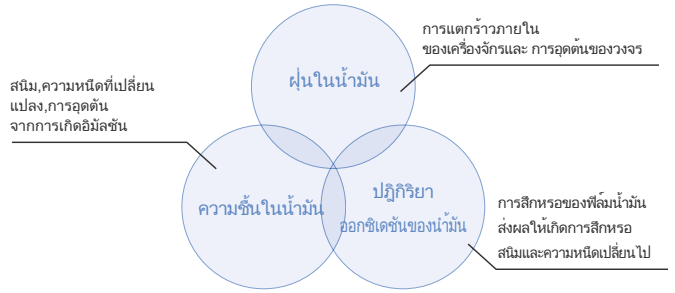 การแตกร้าวภายใน
ของเครื่องจักรและ การอุดต้นของวงจร
ฝุ่นในน้ำมัน
สนิม,ความหนืดที่เปลี่ยน
แปลง,การอุดตัน
จากการเกิดอิมัลชัน
ความชื้นในน้ำมัน
ปฎิกิริยา
ออกซิเดชันของน้ำมัน
การสึกหรอของฟิล์มน้ำมัน
ส่งผลให้เกิดการสึกหรอ
สนิมและความหนืดเปลี่ยนไป